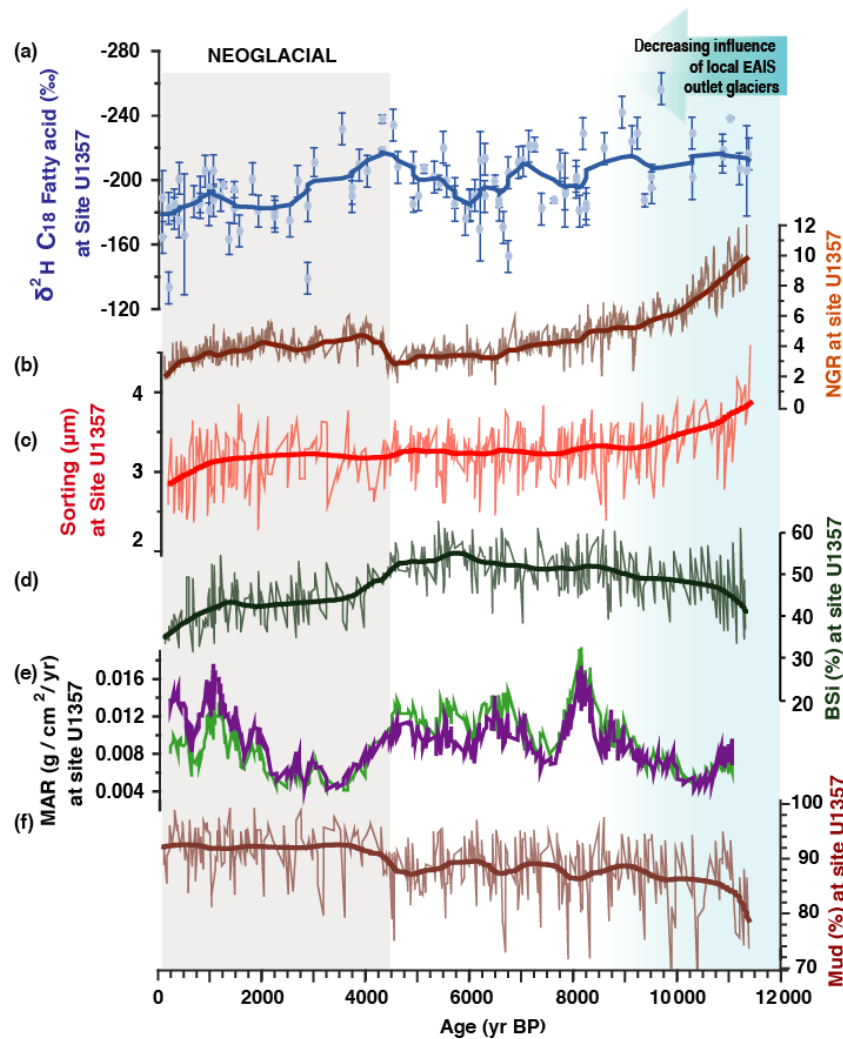 (a)
-280
-240
-200
-160
-120
δ²H C18 Fatty acid (‰)
at Site U1357
NEOGLACIAL
Decreasing influence
of local EAIS
outlet glaciers
12
10
8
6
4
2
0
NGR at site U1357
(b)
4
3
2
(c)
Sorting (µm)
at Site U1357
(d)
60
50
40
30
20
BSi (%) at site U1357
(e)
0.016
0.012
0.008
0.004
MAR (g / cm²/yr)
at site U1357
(f)
100
90
80
70
Mud (%) at site U1357
0 2000 4000 6000 8000 10000 12000
Age (yr BP)